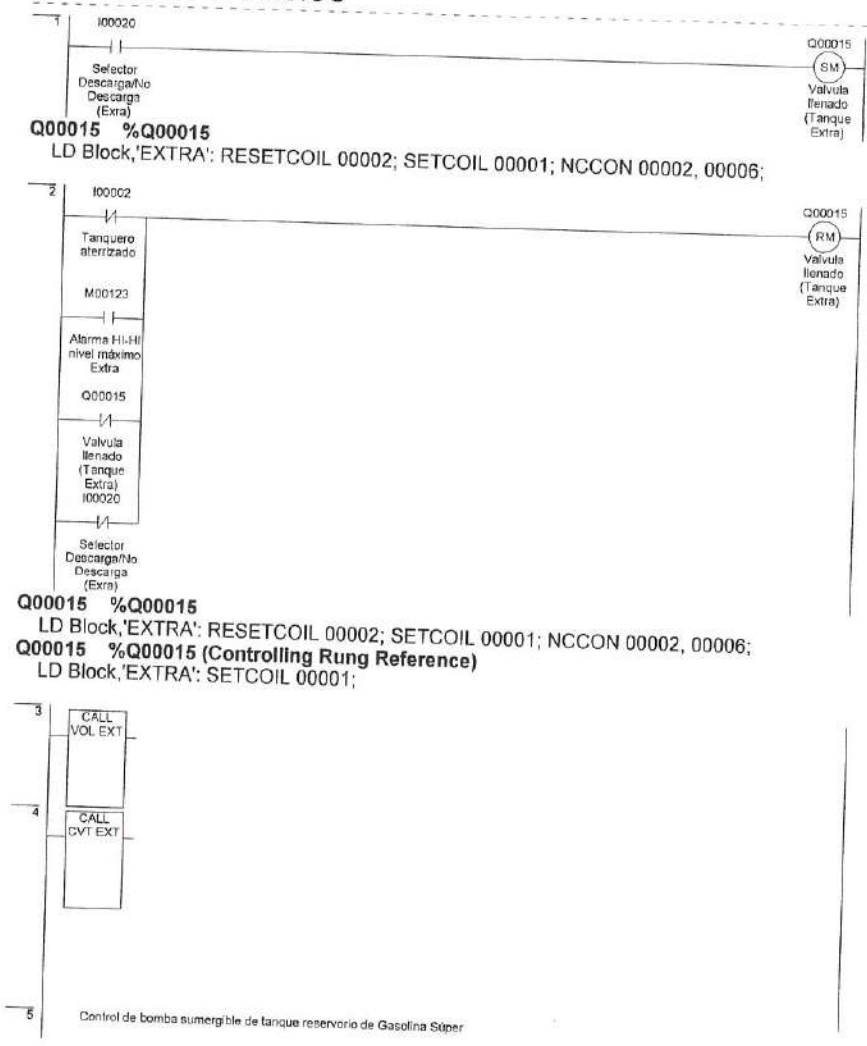 1
I00020
Q00015
SM
Selector
Descarga/No
Descarga
(Exra)
Valvula
llenado
(Tanque
Extra)
Q00015 %Q00015
LD Block,'EXTRA': RESETCOIL 00002; SETCOIL 00001; NCCON 00002, 00006;
2
I00002
Q00015
RM
Tanquero
aterrizado
Valvula
llenado
(Tanque
Extra)
M00123
Alarma HI-HI
nivel máximo
Extra
Q00015
Valvula
llenado
(Tanque
Extra)
I00020
Selector
Descarga/No
Descarga
(Exra)
Q00015 %Q00015
LD Block,'EXTRA': RESETCOIL 00002; SETCOIL 00001; NCCON 00002, 00006;
Q00015 %Q00015 (Controlling Rung Reference)
LD Block,'EXTRA': SETCOIL 00001;
3
CALL
VOL EXT
4
CALL
CVT EXT
5
Control de bomba sumergible de tanque reservorio de Gasolina Súper